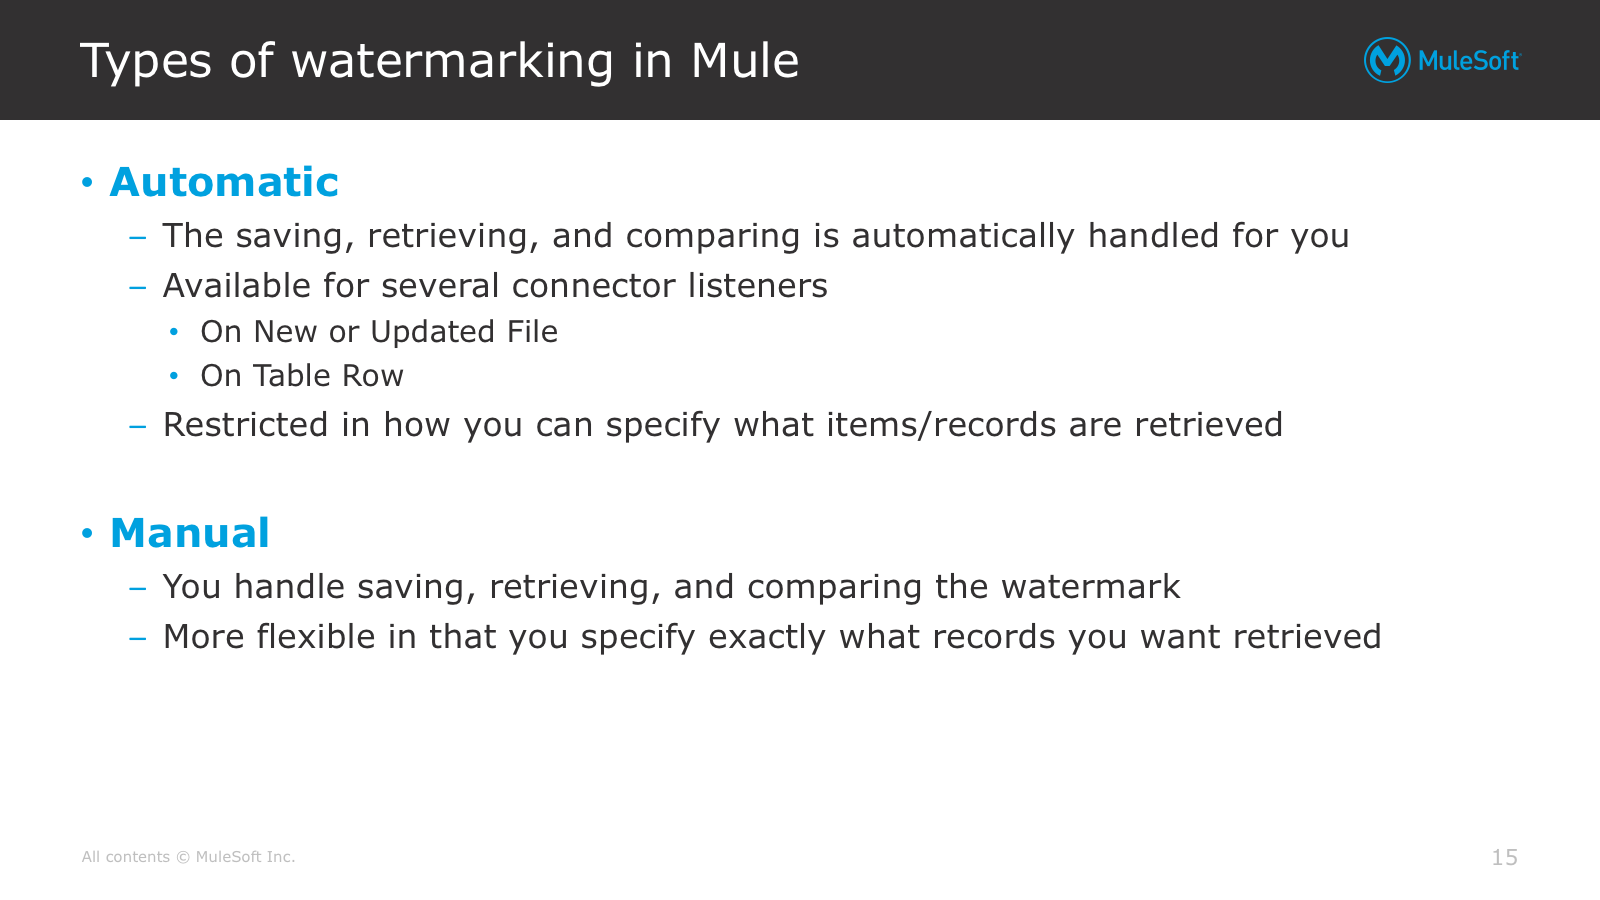 Types of watermarking in Mule
MuleSoft
• Automatic
– The saving, retrieving, and comparing is automatically handled for you
– Available for several connector listeners
• On New or Updated File
• On Table Row
– Restricted in how you can specify what items/records are retrieved
• Manual
– You handle saving, retrieving, and comparing the watermark
– More flexible in that you specify exactly what records you want retrieved
All contents © MuleSoft Inc.
15